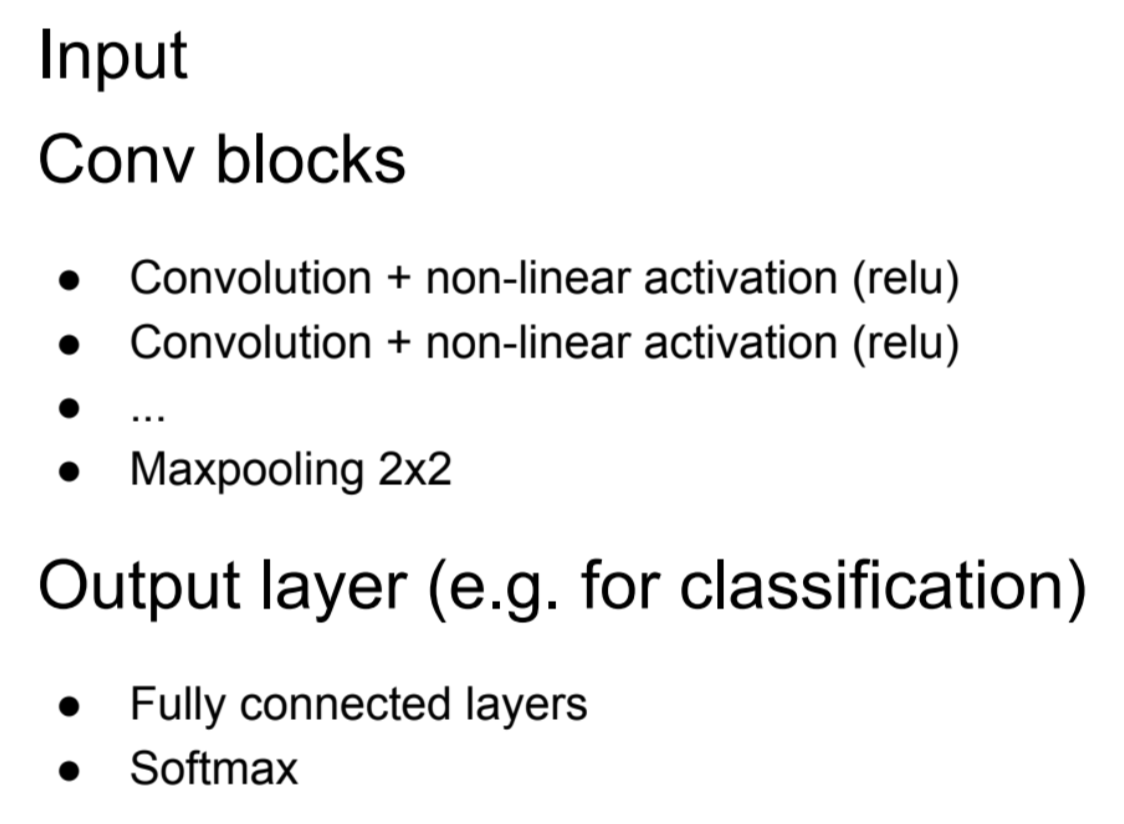 Input
Conv blocks
● Convolution + non-linear activation (relu)
● Convolution + non-linear activation (relu)
● ...
● Maxpooling 2x2
Output layer (e.g. for classification)
● Fully connected layers
● Softmax